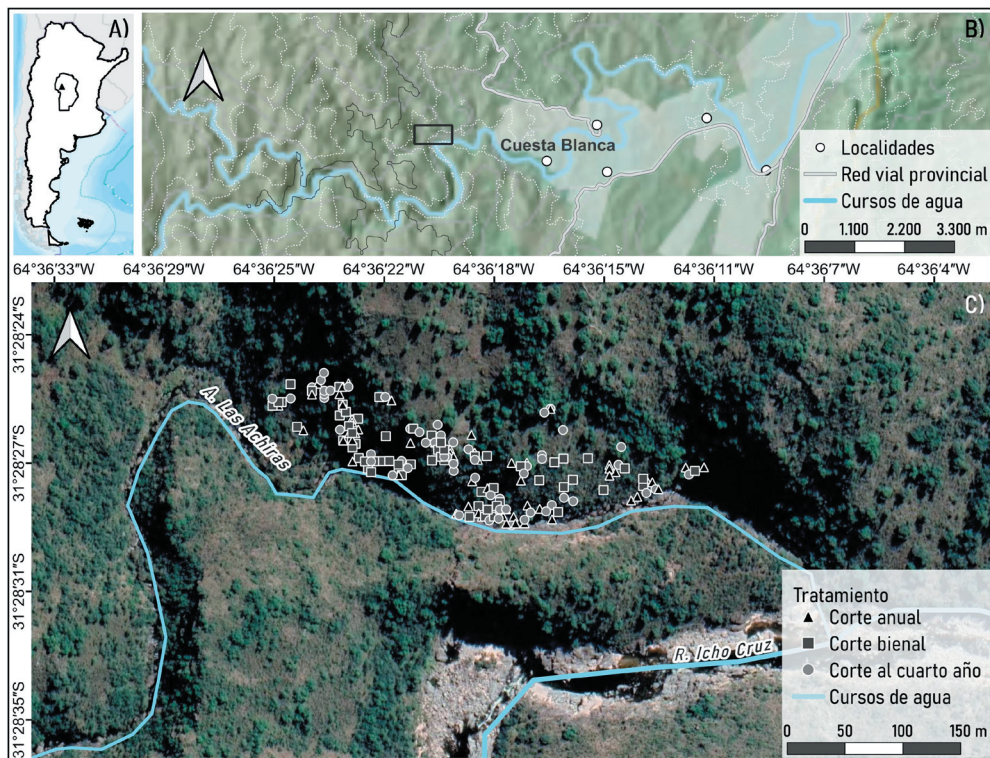 A)
B)
Cuesta Blanca
Localidades
Red vial provincial
Cursos de agua
0 1.100 2.200 3.300 m
64°36'33"W 64°36'29"W 64°36'25"W 64°36'22"W 64°36'18"W 64°36'15"W 64°36'11"W 64°36'7"W 64°36'4"W
C)
31°28'24"S
31°28'27"S
31°28'31"S
31°28'35"S
A. Las Achiras
R. Icho Cruz
Tratamiento
Corte anual
Corte bienal
Corte al cuarto año
Cursos de agua
0 50 100 150 m